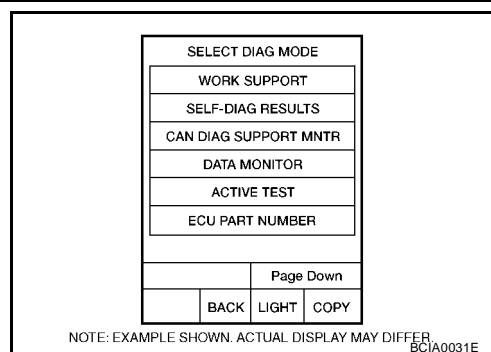 SELECT DIAG MODE
WORK SUPPORT
SELF-DIAG RESULTS
CAN DIAG SUPPORT MNTR
DATA MONITOR
ACTIVE TEST
ECU PART NUMBER
Page Down
BACK LIGHT COPY
NOTE: EXAMPLE SHOWN. ACTUAL DISPLAY MAY DIFFER.
BCIA0031E